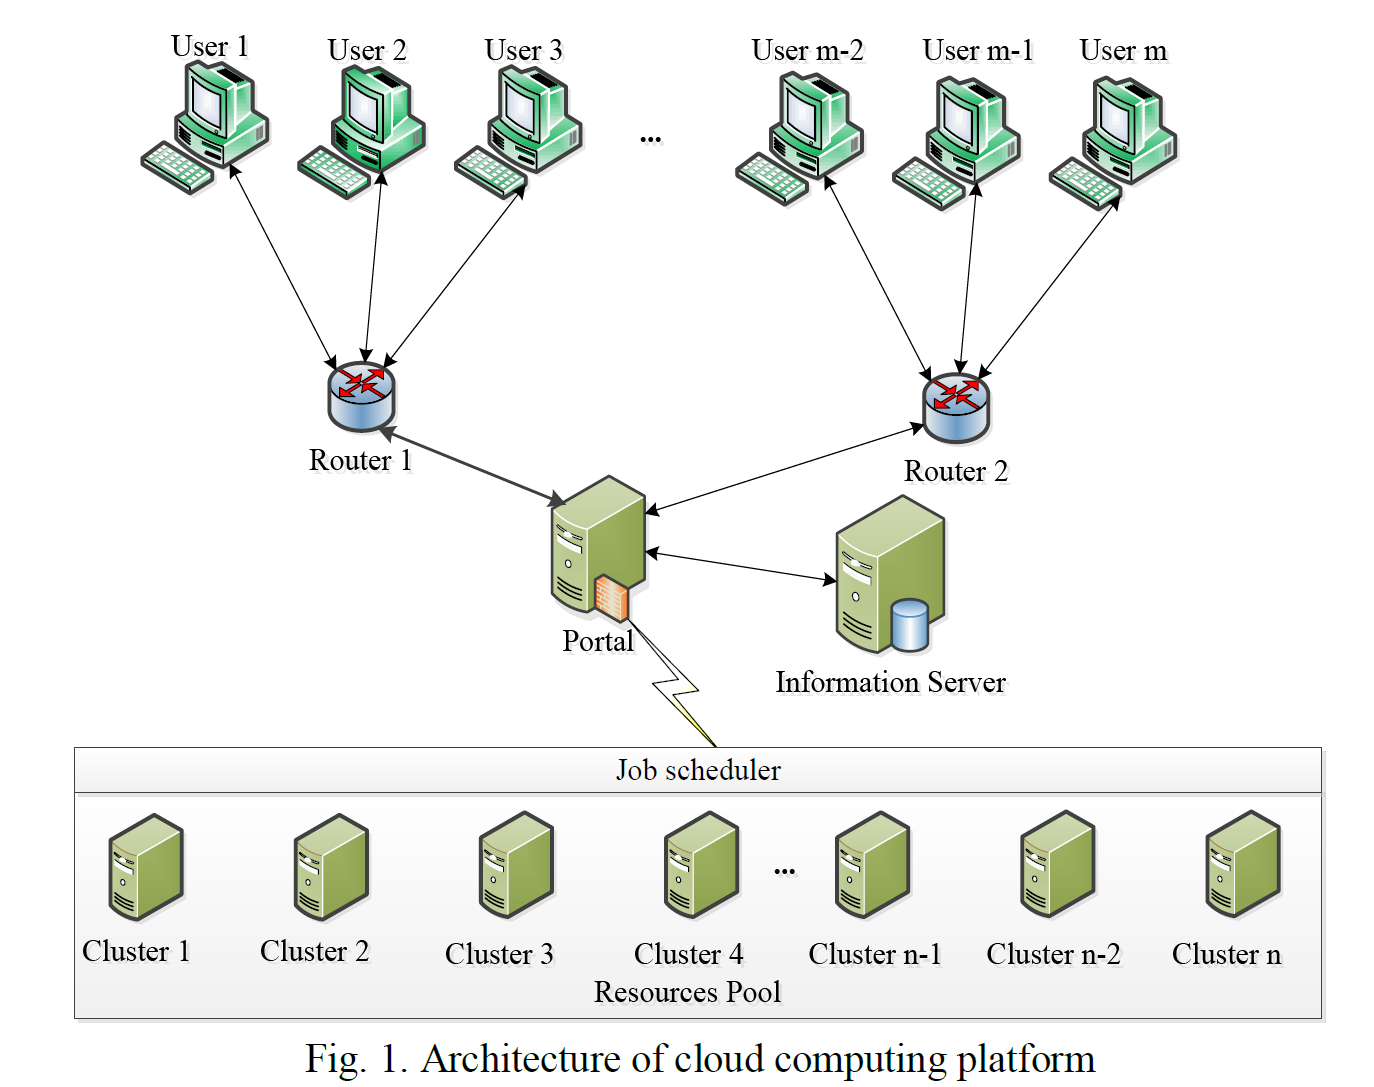 User 1
User 2
User 3
...
User m-2
User m-1
User m
Router 1
Router 2
Portal
Information Server
Job scheduler
...
Cluster 1
Cluster 2
Cluster 3
Cluster 4
Cluster n-1
Cluster n-2
Cluster n
Resources Pool
Fig. 1. Architecture of cloud computing platform